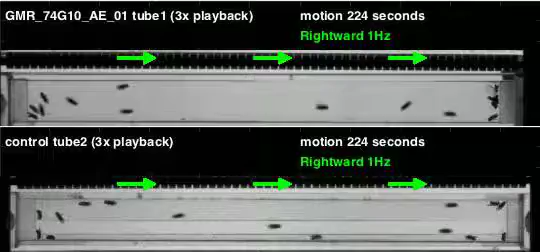 GMR_74G10_AE_01 tube1 (3x playback) motion 224 seconds
Rightward 1Hz
control tube2 (3x playback) motion 224 seconds
Rightward 1Hz